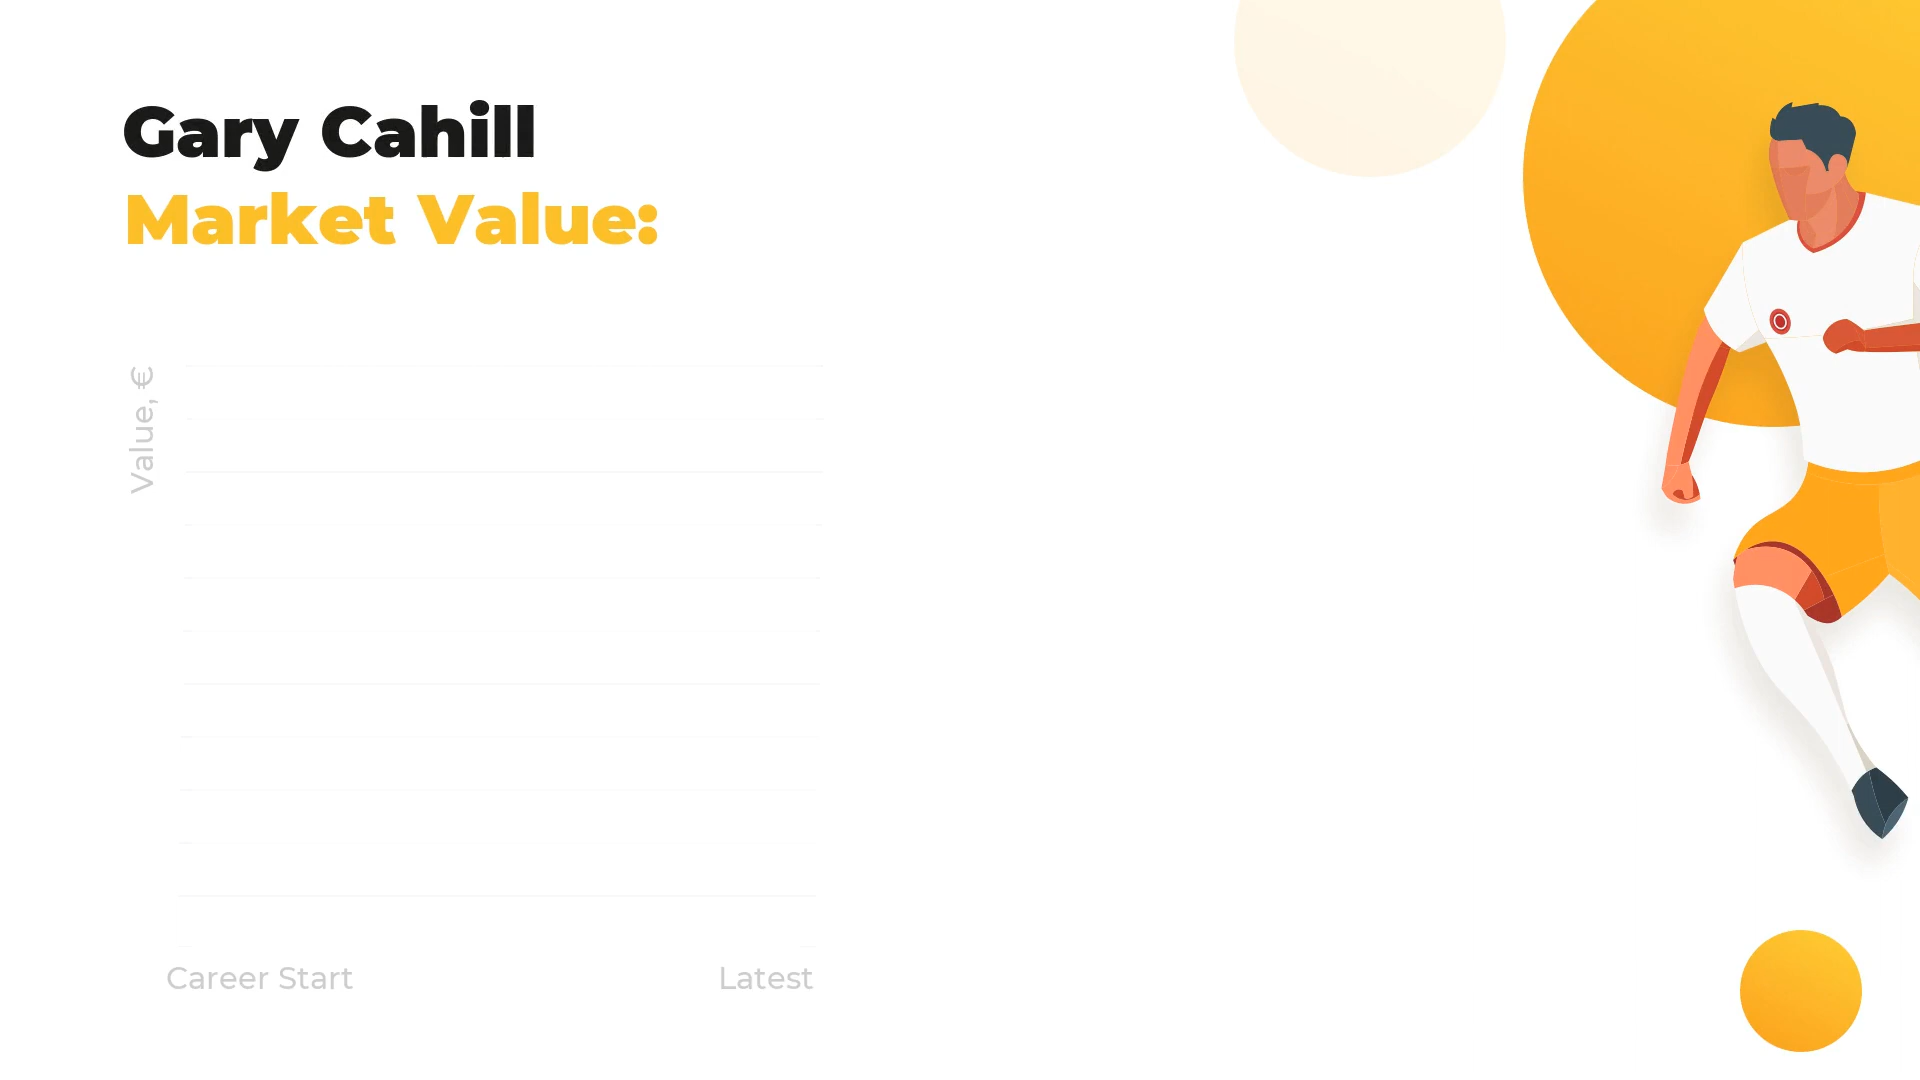 Gary Cahill
Market Value:
Value, €
Career Start
Latest